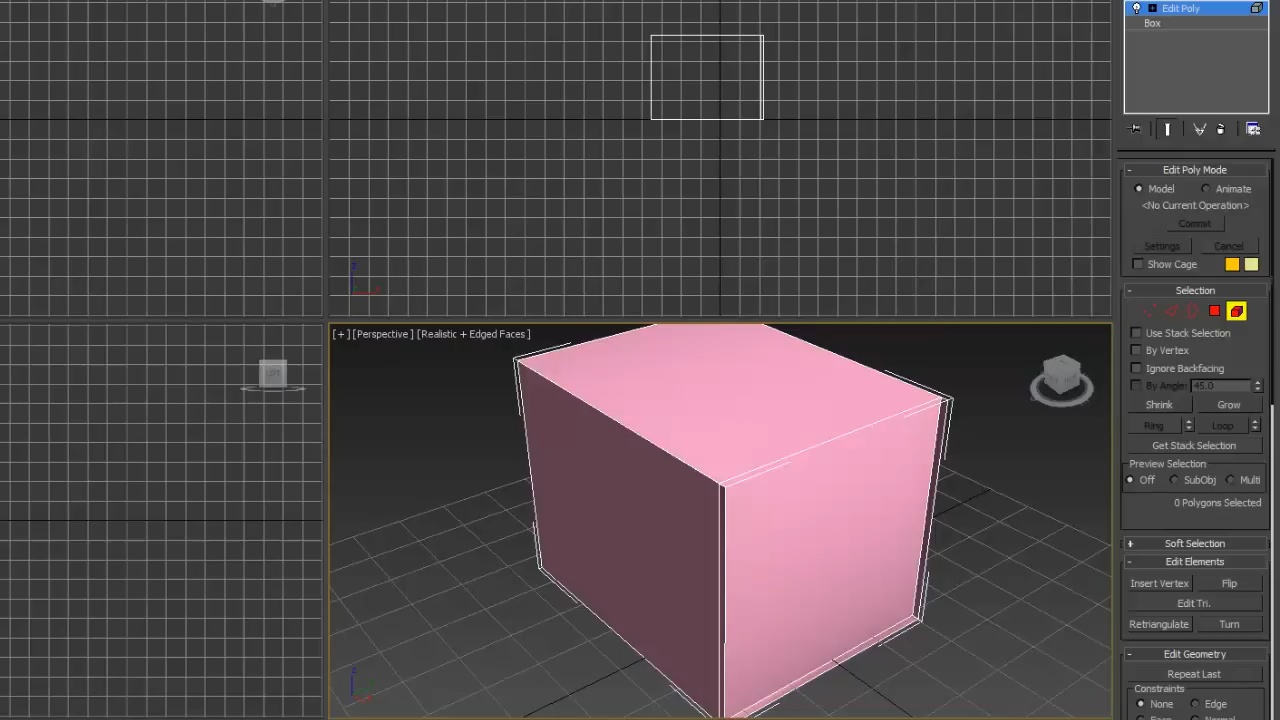 Edit Poly
Box
- Edit Poly Mode
Model Animate
<No Current Operation>
Commit
Settings Cancel
Show Cage
- Selection
Use Stack Selection
By Vertex
Ignore Backfacing
By Angle: 45.0
Shrink Grow
Ring Loop
Get Stack Selection
Preview Selection
Off SubObj Multi
0 Polygons Selected
+ Soft Selection
- Edit Elements
Insert Vertex Flip
Edit Tri.
Retriangulate Turn
- Edit Geometry
Repeat Last
Constraints
None Edge
[+] [Perspective ] [Realistic + Edged Faces ]
LEFT
z
z